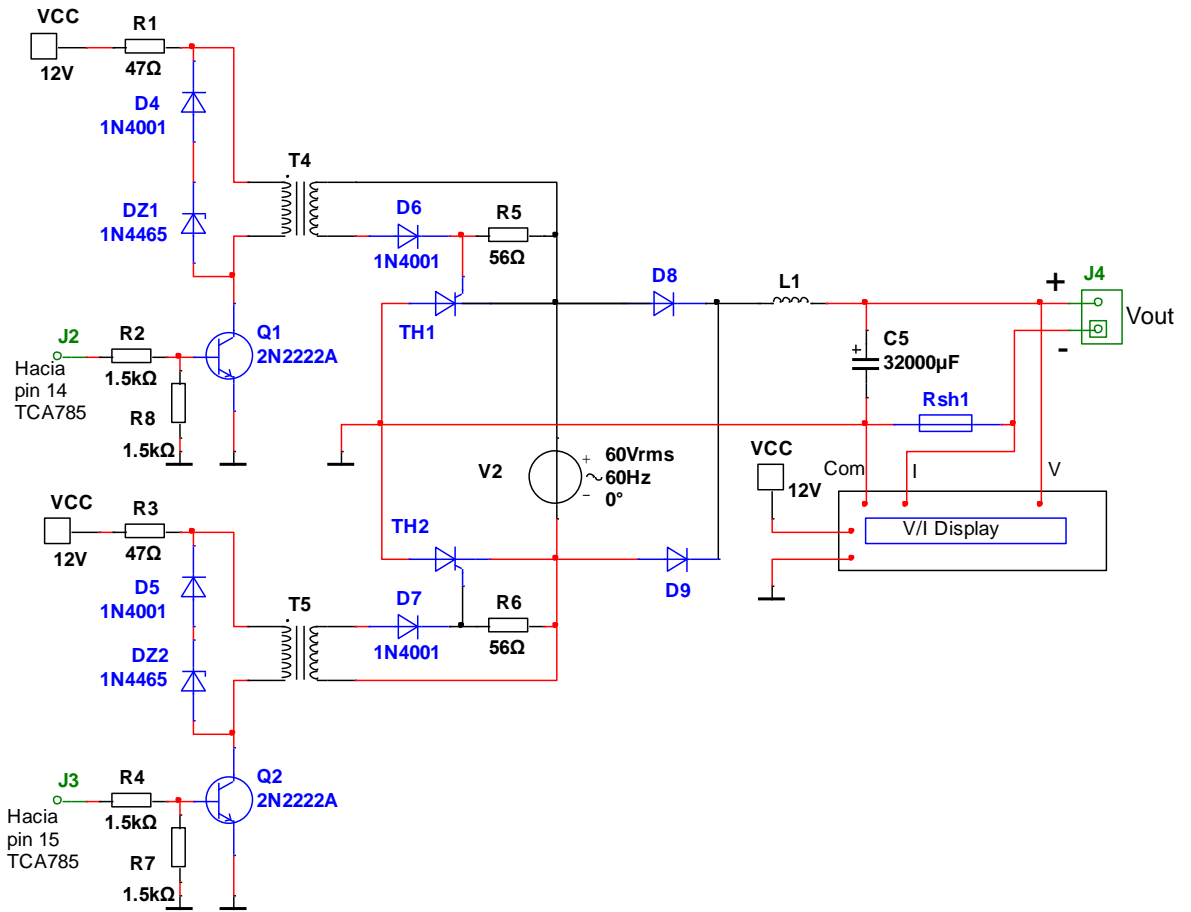 VCC
12V
R1
47Ω
D4
1N4001
DZ1
1N4465
T4
D6
1N4001
R5
56Ω
TH1
D8
L1
J4
+
-
Vout
C5
+
32000µF
Rsh1
J2
Hacia
pin 14
TCA785
R2
1.5kΩ
R8
1.5kΩ
Q1
2N2222A
V2
+
−
60Vrms
60Hz
0°
VCC
12V
Com
I
V
V/I Display
VCC
12V
R3
47Ω
D5
1N4001
DZ2
1N4465
T5
TH2
D7
1N4001
R6
56Ω
D9
J3
Hacia
pin 15
TCA785
R4
1.5kΩ
R7
1.5kΩ
Q2
2N2222A